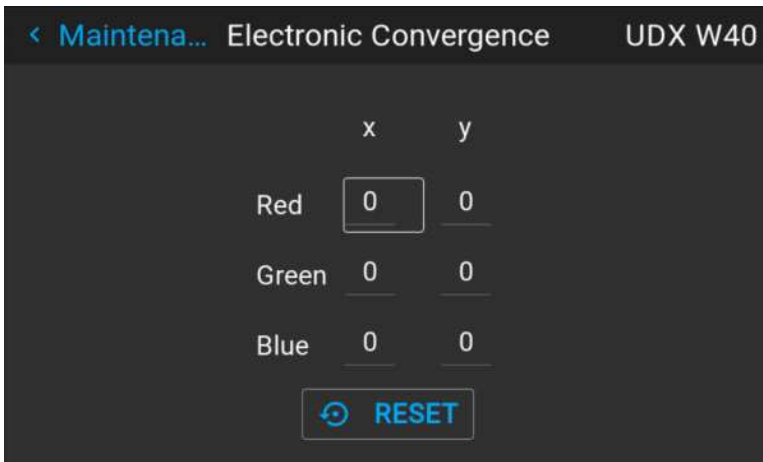 < Maintena... Electronic Convergence UDX W40
x y
Red 0 0
Green 0 0
Blue 0 0
RESET